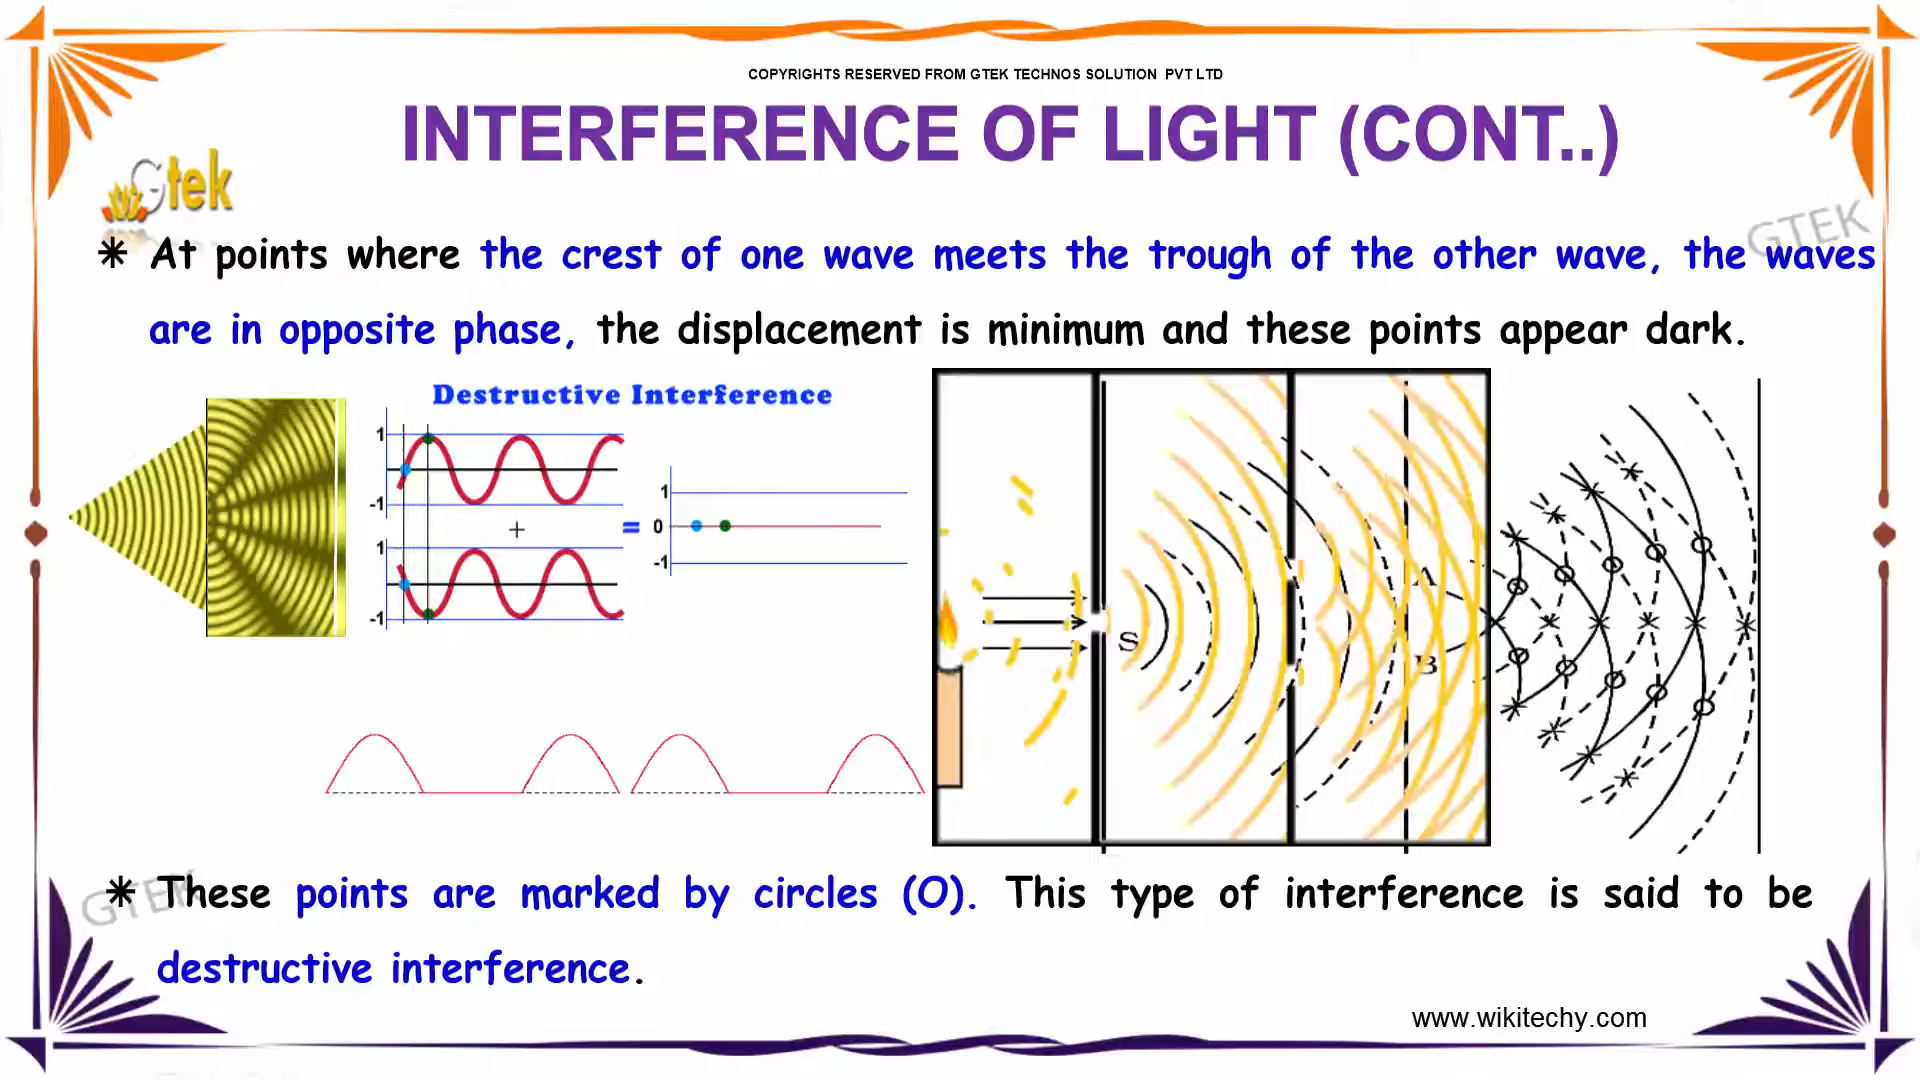 COPYRIGHTS RESERVED FROM GTEK TECHNOS SOLUTION PVT LTD
INTERFERENCE OF LIGHT (CONT..)
Gtek
GTEK
✳ At points where the crest of one wave meets the trough of the other wave, the waves
are in opposite phase, the displacement is minimum and these points appear dark.
Destructive Interference
1
-1
+
1
-1
=
1
0
-1
S
A
B
GTEK
✳ These points are marked by circles (O). This type of interference is said to be
destructive interference.
www.wikitechy.com